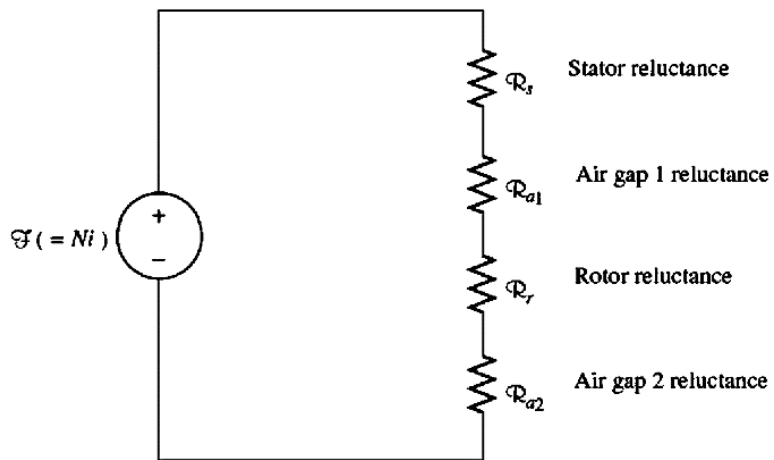 ℛs Stator reluctance
ℛa1 Air gap 1 reluctance
+
ℱ ( = Ni )
−
ℛr Rotor reluctance
ℛa2 Air gap 2 reluctance